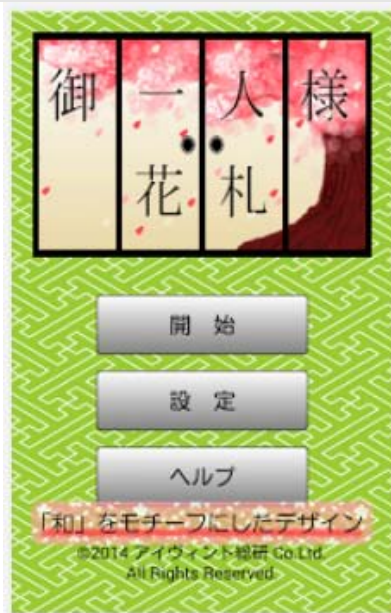 御一人様
花札
開 始
設 定
ヘルプ
「和」をモチーフにしたデザイン
©2014 アイヴィント総研 Co.Ltd.
All Rights Reserved.